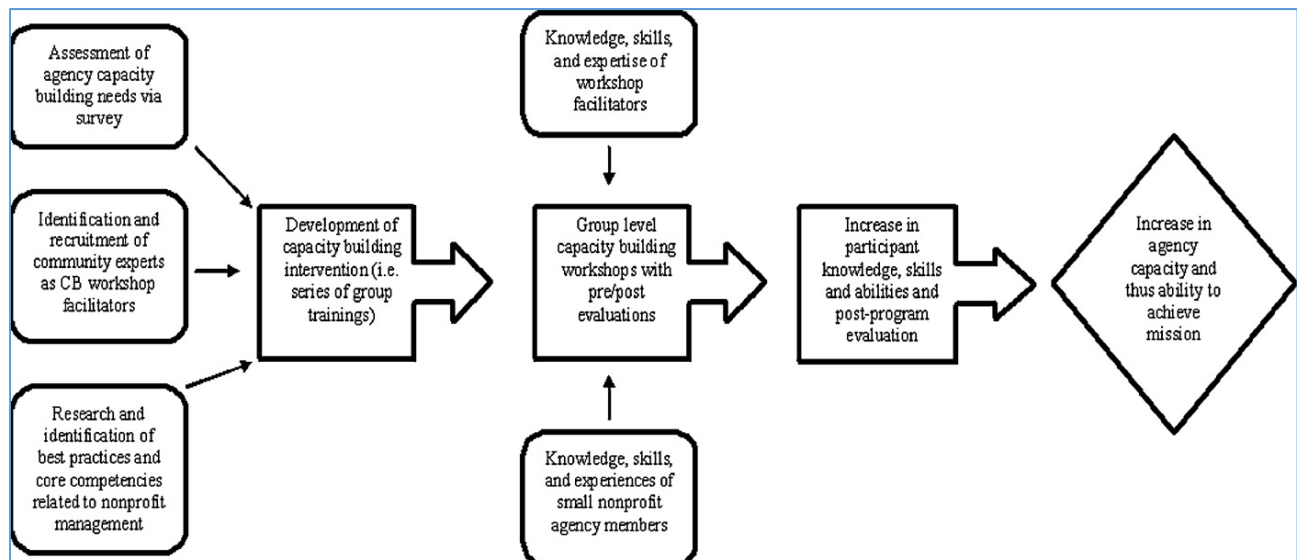 Assessment of
agency capacity
building needs via
survey
Identification and
recruitment of
community experts
as CB workshop
facilitators
Research and
identification of
best practices and
core competencies
related to nonprofit
management
Development of
capacity building
intervention (i.e.
series of group
trainings)
Knowledge, skills,
and expertise of
workshop
facilitators
Group level
capacity building
workshops with
pre/post
evaluations
Knowledge, skills,
and experiences of
small nonprofit
agency members
Increase in
participant
knowledge, skills
and abilities and
post-program
evaluation
Increase in
agency
capacity and
thus ability to
achieve
mission